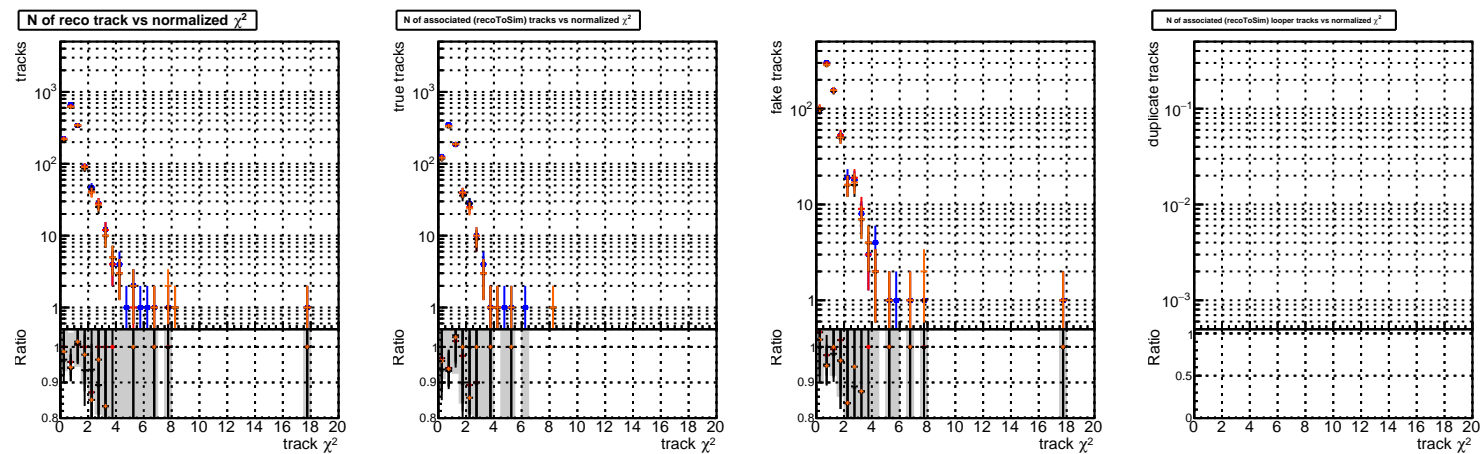 N of reco track vs normalized χ²
tracks
10³
10²
10
1
Ratio
1
0.9
0.8
0 2 4 6 8 10 12 14 16 18 20
track χ²
N of associated (recoToSim) tracks vs normalized χ²
true tracks
10³
10²
10
1
Ratio
1
0.9
0.8
0 2 4 6 8 10 12 14 16 18 20
track χ²
fake tracks
10²
10
1
Ratio
1
0.9
0.8
0 2 4 6 8 10 12 14 16 18 20
track χ²
N of associated (recoToSim) looper tracks vs normalized χ²
duplicate tracks
10⁻¹
10⁻²
10⁻³
Ratio
0.5
0
0 2 4 6 8 10 12 14 16 18 20
track χ²